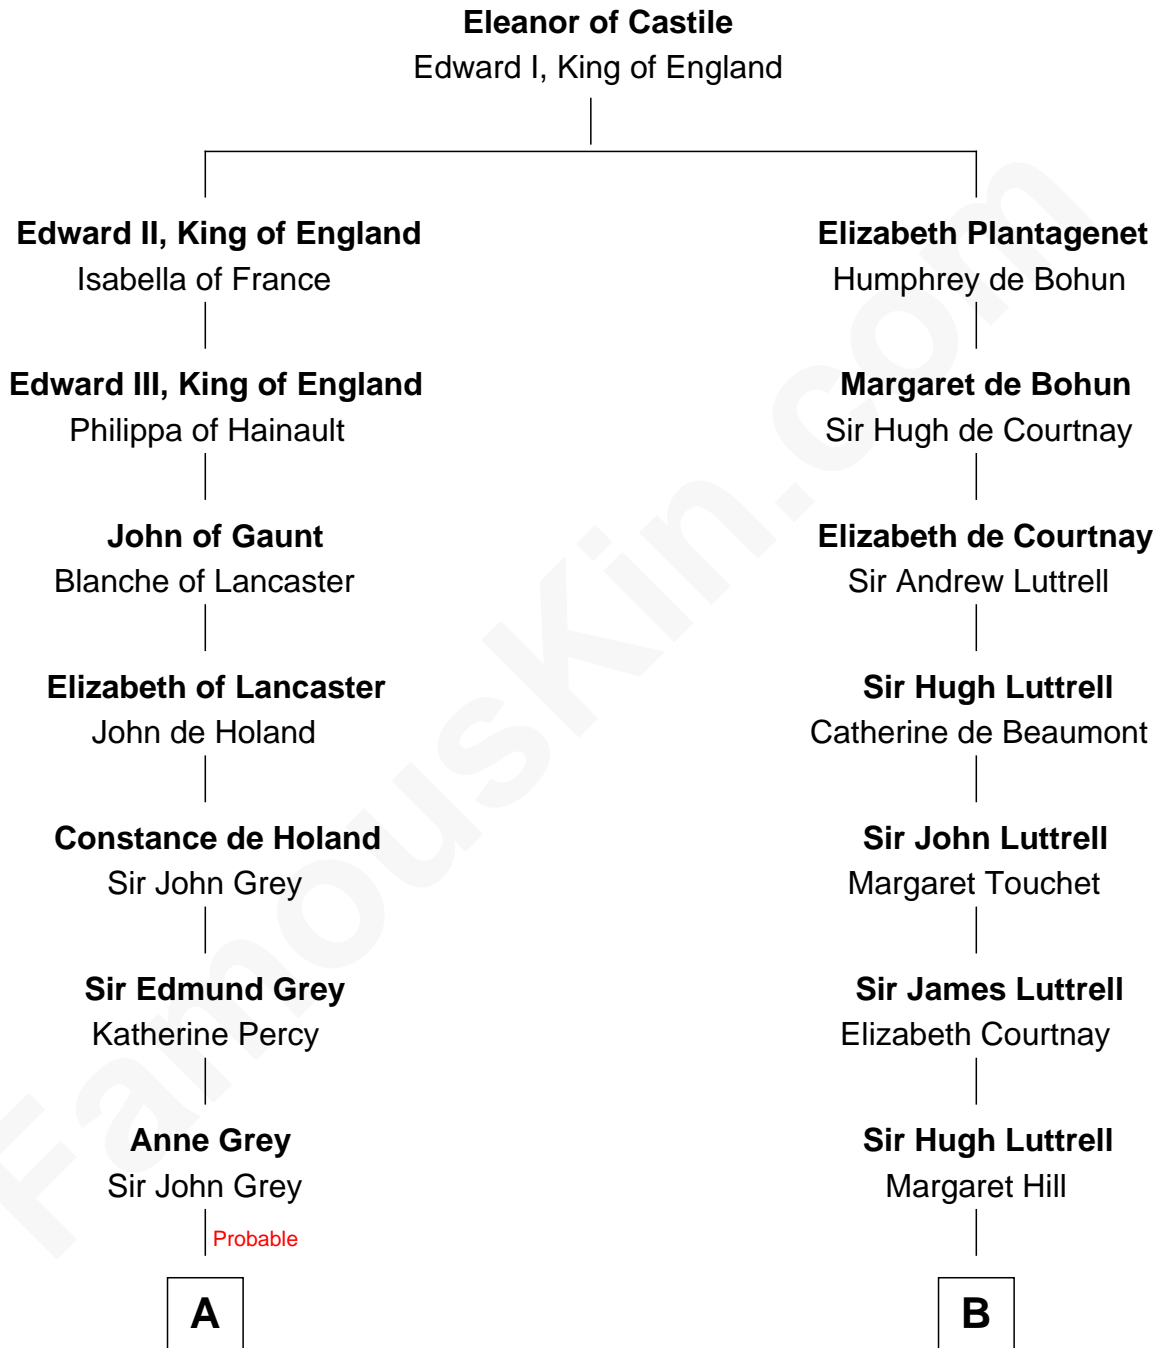 Eleanor of Castile
Edward I, King of England
Edward II, King of England
Isabella of France
Edward III, King of England
Philippa of Hainault
John of Gaunt
Blanche of Lancaster
Elizabeth of Lancaster
John de Holand
Constance de Holand
Sir John Grey
Sir Edmund Grey
Katherine Percy
Anne Grey
Sir John Grey
Probable
A
Elizabeth Plantagenet
Humphrey de Bohun
Margaret de Bohun
Sir Hugh de Courtnay
Elizabeth de Courtnay
Sir Andrew Luttrell
Sir Hugh Luttrell
Catherine de Beaumont
Sir John Luttrell
Margaret Touchet
Sir James Luttrell
Elizabeth Courtnay
Sir Hugh Luttrell
Margaret Hill
B
FamousKin.com